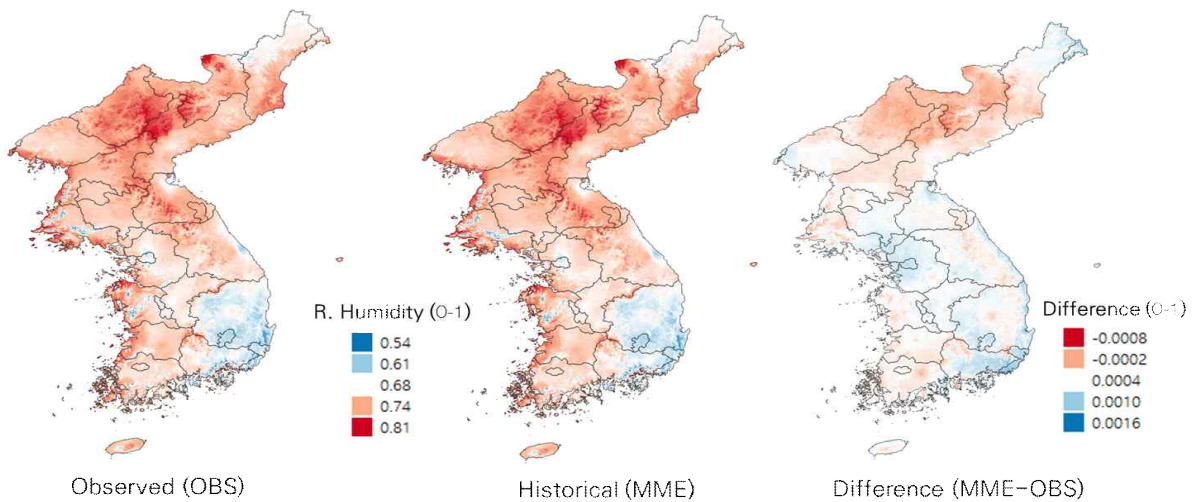 R. Humidity (0-1)
0.54
0.61
0.68
0.74
0.81
Difference (0-1)
-0.0008
-0.0002
0.0004
0.0010
0.0016
Observed (OBS)
Historical (MME)
Difference (MME-OBS)